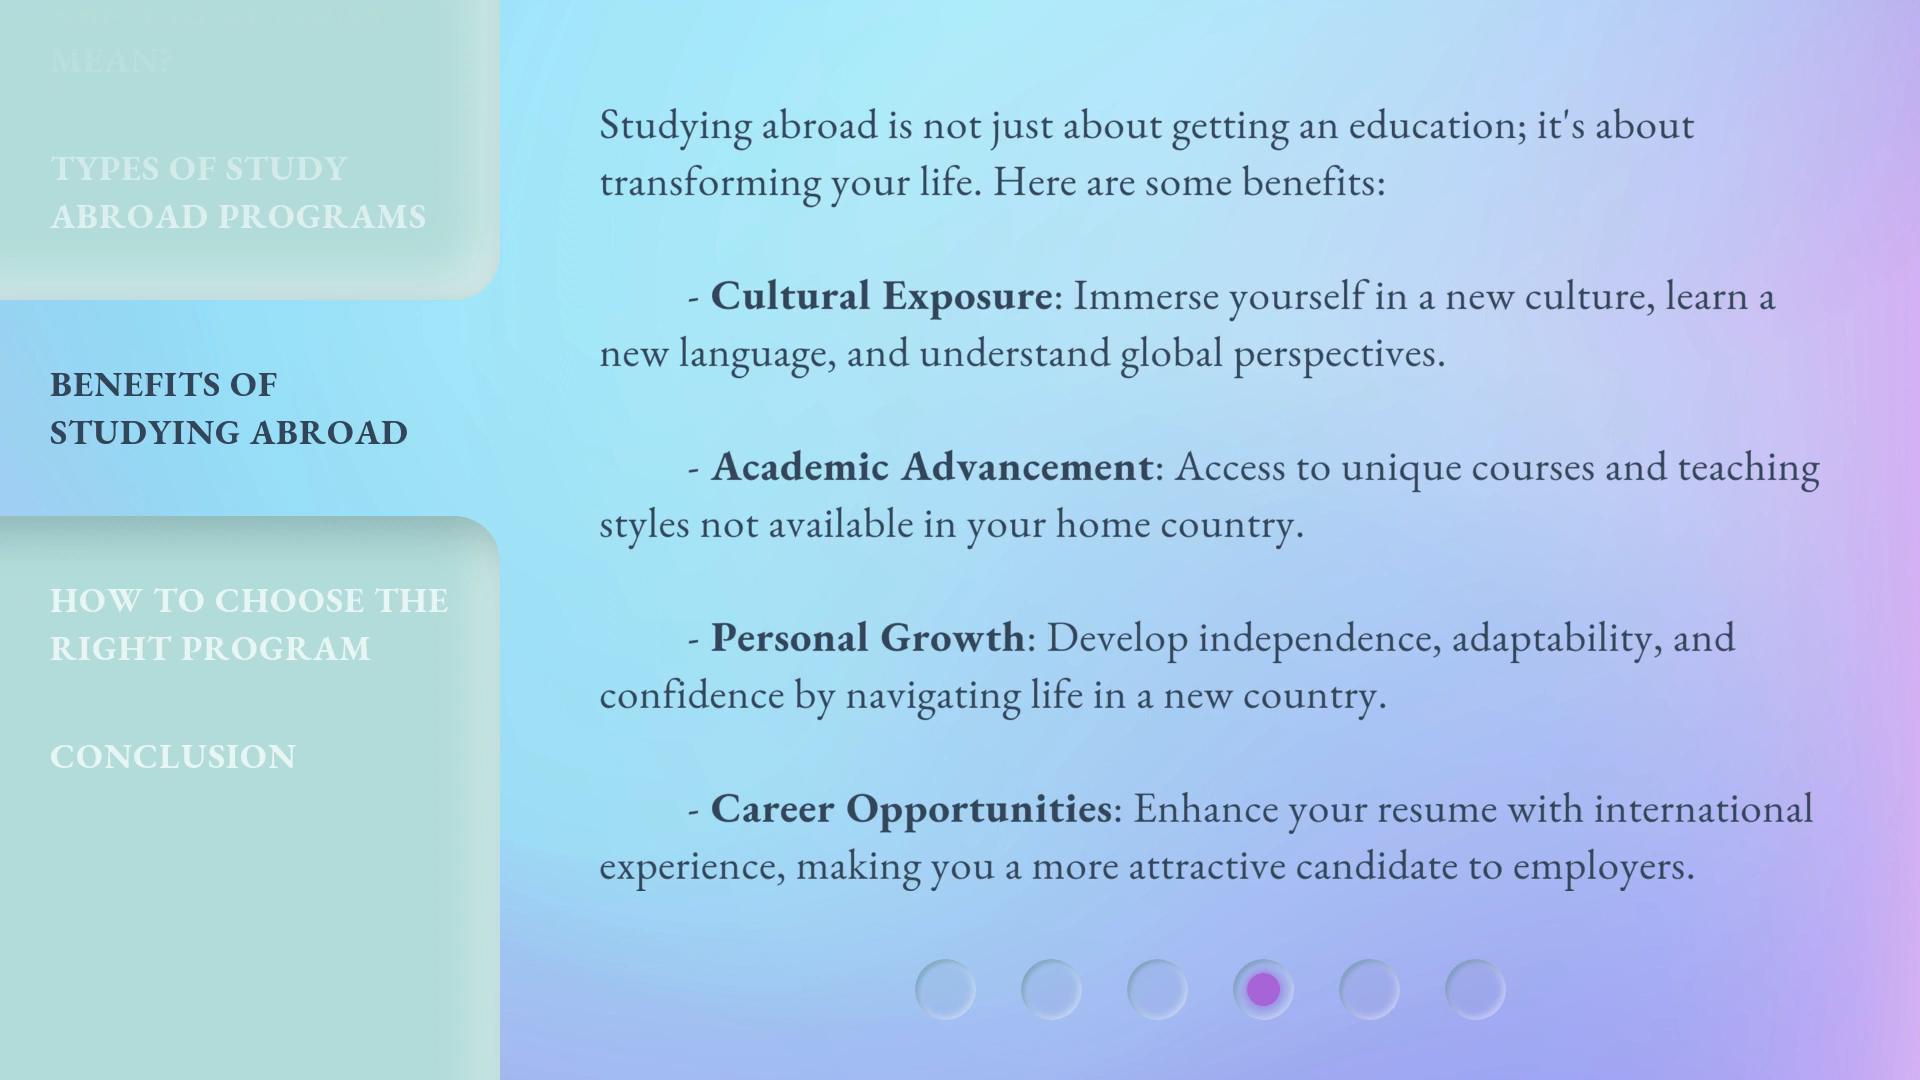 MEAN?
TYPES OF STUDY
ABROAD PROGRAMS
BENEFITS OF
STUDYING ABROAD
HOW TO CHOOSE THE
RIGHT PROGRAM
CONCLUSION
Studying abroad is not just about getting an education; it's about
transforming your life. Here are some benefits:
- Cultural Exposure: Immerse yourself in a new culture, learn a
new language, and understand global perspectives.
- Academic Advancement: Access to unique courses and teaching
styles not available in your home country.
- Personal Growth: Develop independence, adaptability, and
confidence by navigating life in a new country.
- Career Opportunities: Enhance your resume with international
experience, making you a more attractive candidate to employers.